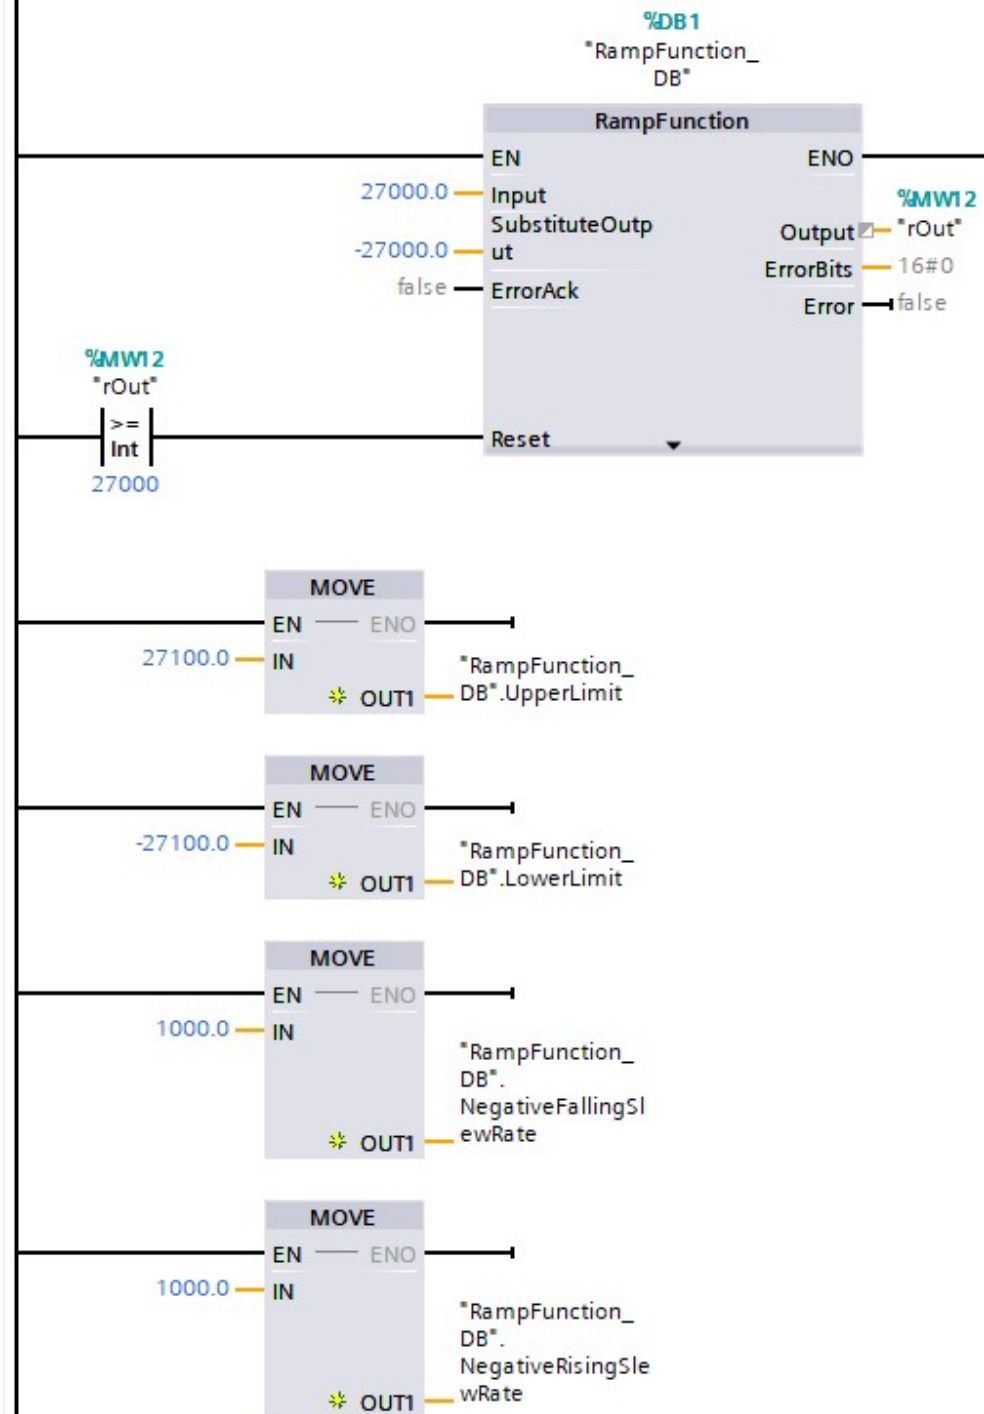 %DB1
"RampFunction_
DB"
RampFunction
EN
ENO
27000.0
Input
%MW12
"rOut"
SubstituteOutp
ut
-27000.0
Output
ErrorBits
16#0
false
ErrorAck
Error
false
%MW12
"rOut"
>=
Int
27000
Reset
MOVE
EN
ENO
27100.0
IN
OUT1
"RampFunction_
DB".UpperLimit
MOVE
EN
ENO
-27100.0
IN
OUT1
"RampFunction_
DB".LowerLimit
MOVE
EN
ENO
1000.0
IN
OUT1
"RampFunction_
DB".
NegativeFallingSl
ewRate
MOVE
EN
ENO
1000.0
IN
OUT1
"RampFunction_
DB".
NegativeRisingSle
wRate